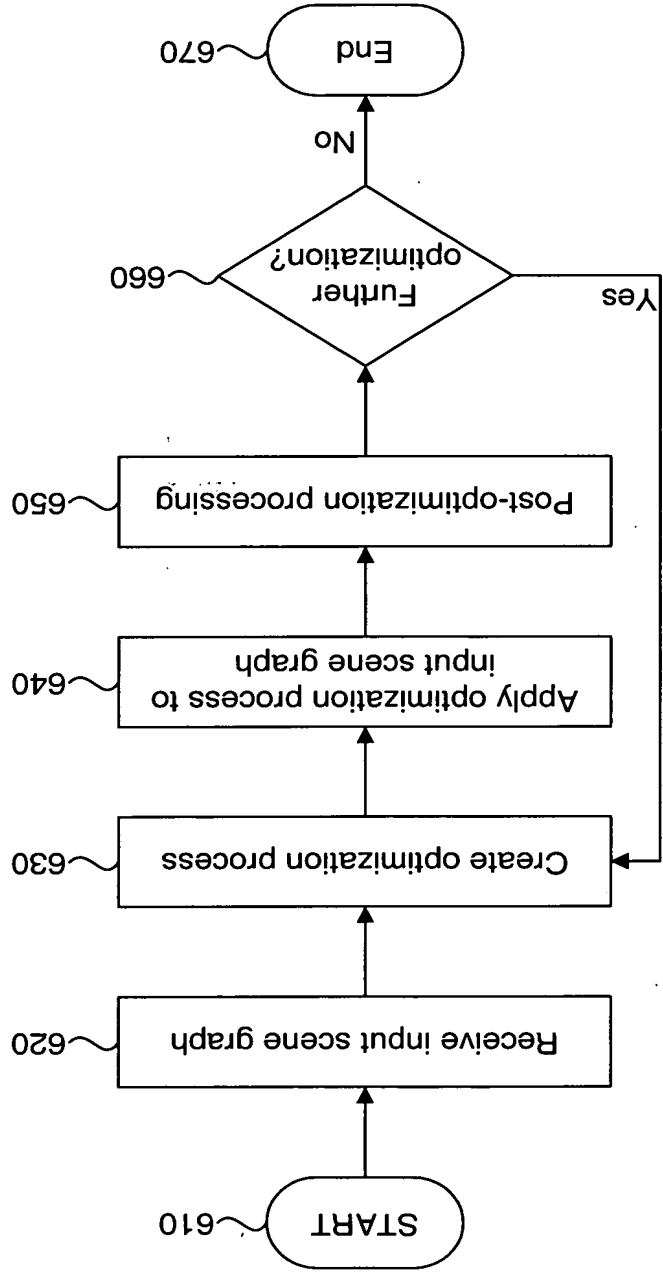 START
610
Receive input scene graph
620
Create optimization process
630
Apply optimization process to
input scene graph
640
Post-optimization processing
650
Further
optimization?
660
Yes
No
End
670